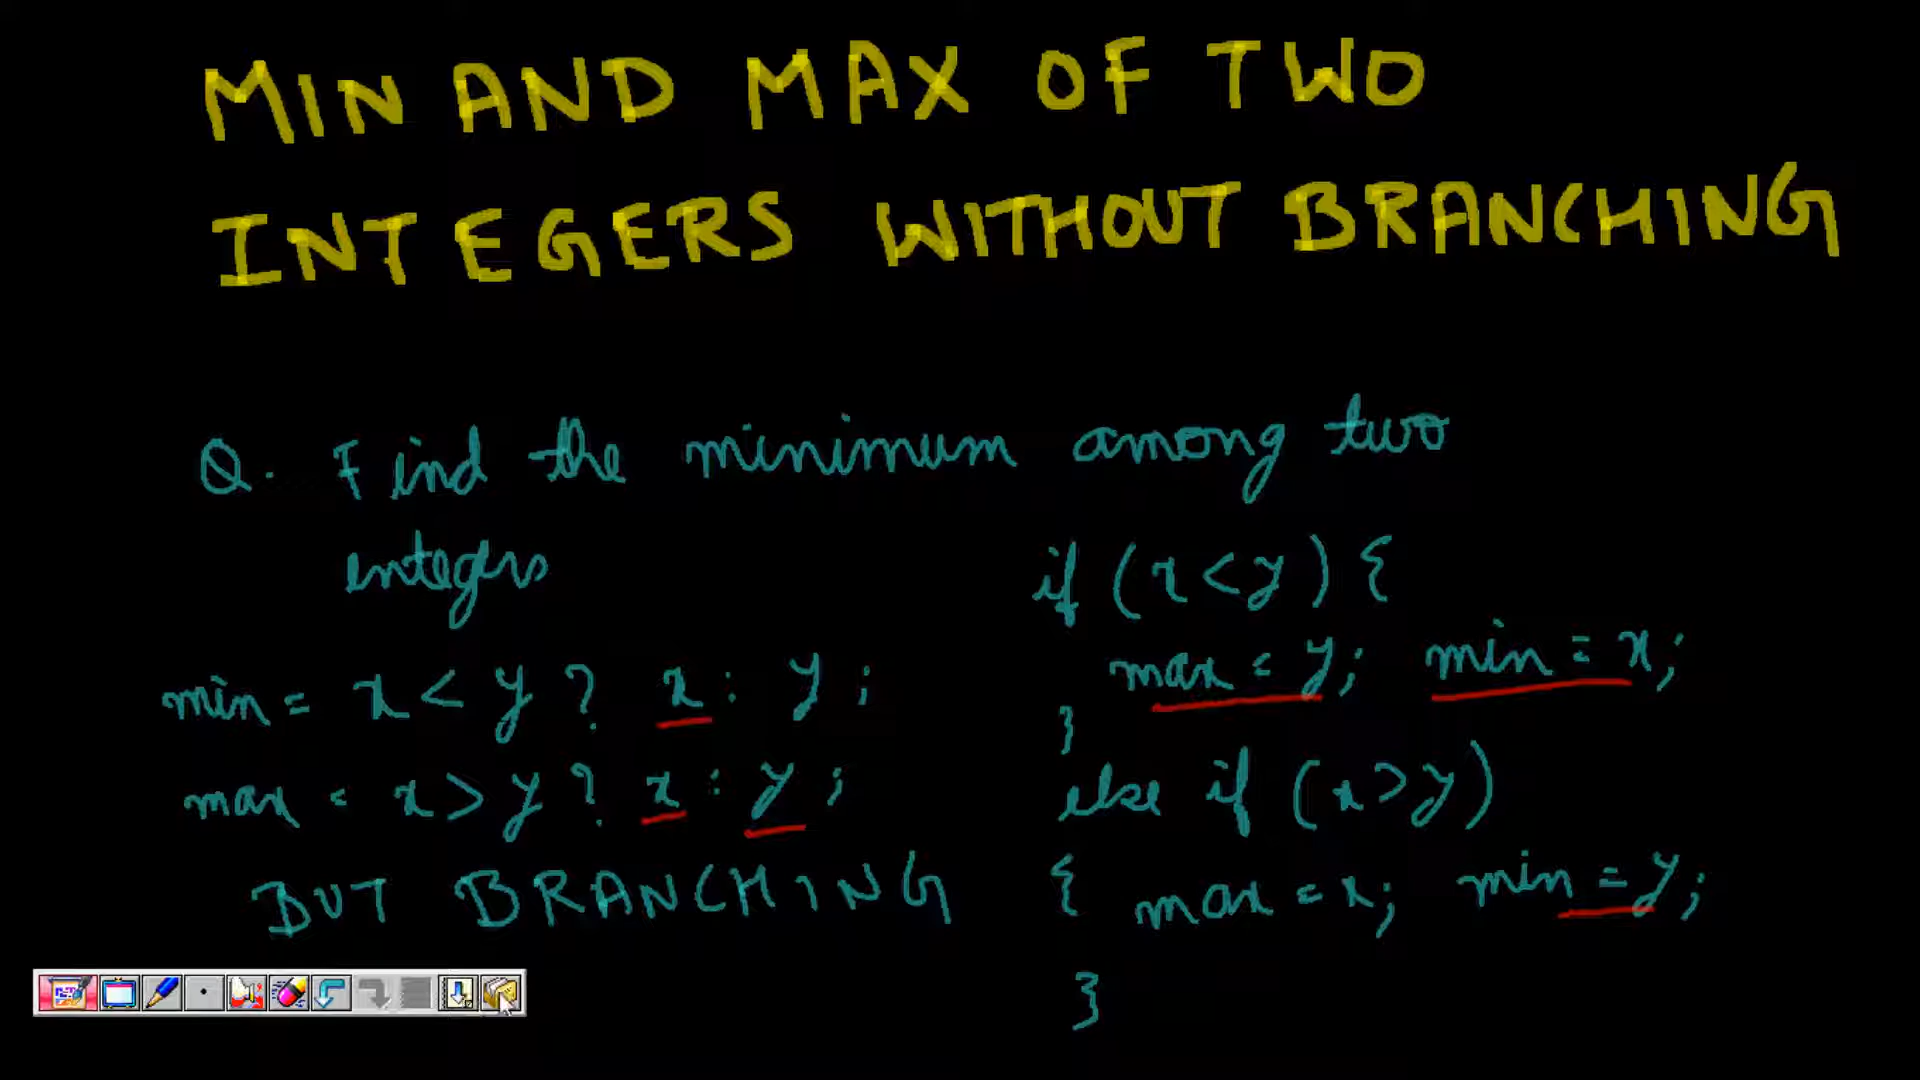 MIN AND MAX OF TWO
INTEGERS WITHOUT BRANCHING
Q. Find the minimum among two
integers
min = x < y ? x : y ;
max = x > y ? x : y ;
BUT BRANCHING
if (x < y) {
max = y; min = x;
}
else if (x > y)
{ max = x; min = y;
}